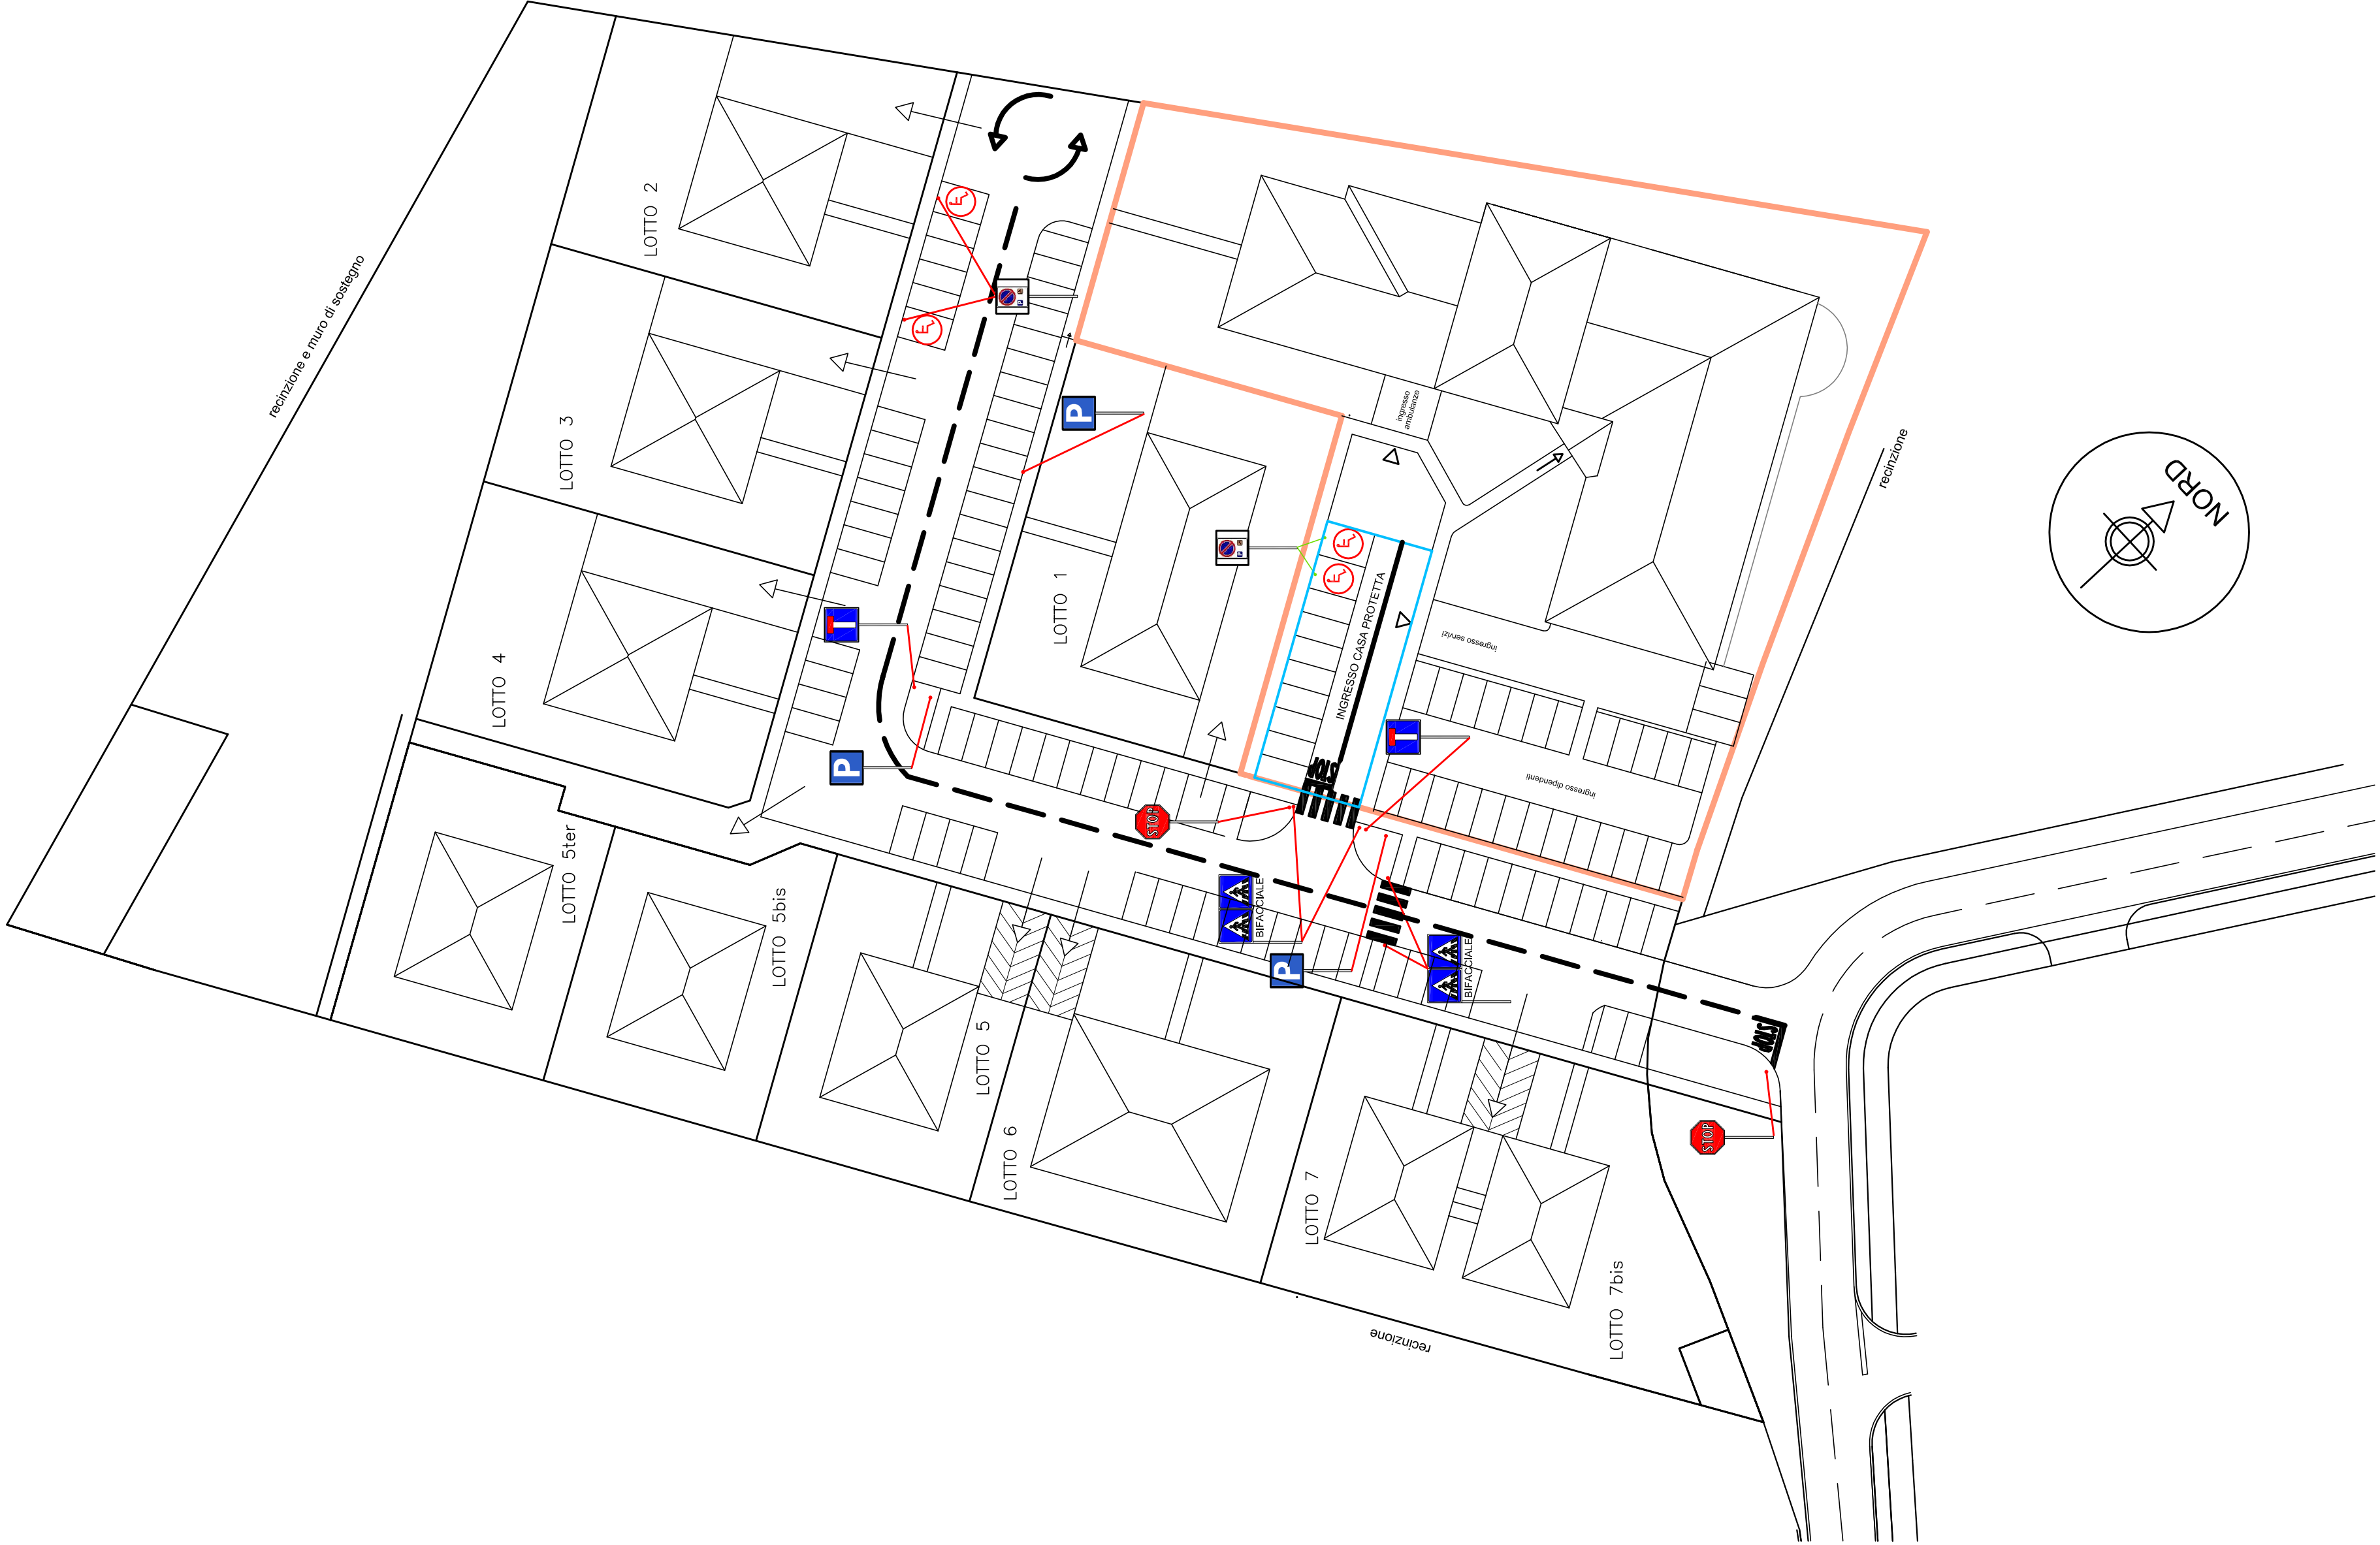 recinzione e muro di sostegno
LOTTO 2
LOTTO 3
LOTTO 4
LOTTO 1
P
P
ingresso
ambulanze
INGRESSO CASA PROTETTA
ingresso servizi
ingresso dipendenti
recinzione
NORD
STOP
STOP
BIFACCIALE
P
BIFACCIALE
STOP
STOP
LOTTO 5ter
LOTTO 5bis
LOTTO 5
LOTTO 6
LOTTO 7
LOTTO 7bis
recinzione